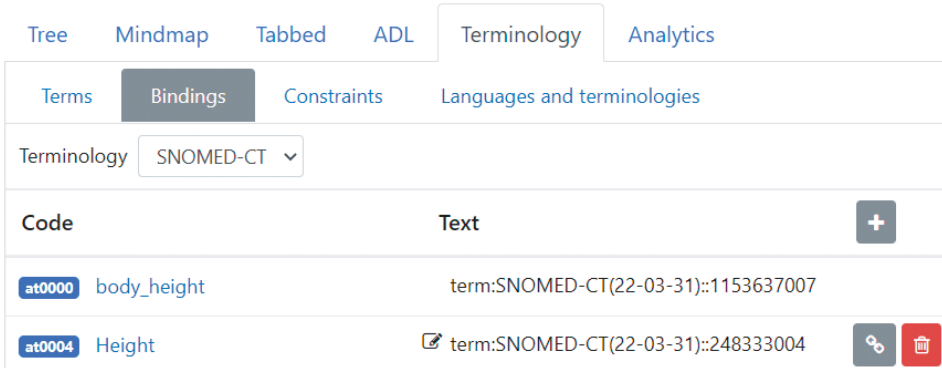 Tree Mindmap Tabbed ADL Terminology Analytics
Terms Bindings Constraints Languages and terminologies
Terminology SNOMED-CT
Code Text
at0000 body_height term:SNOMED-CT(22-03-31)::1153637007
at0004 Height term:SNOMED-CT(22-03-31)::248333004